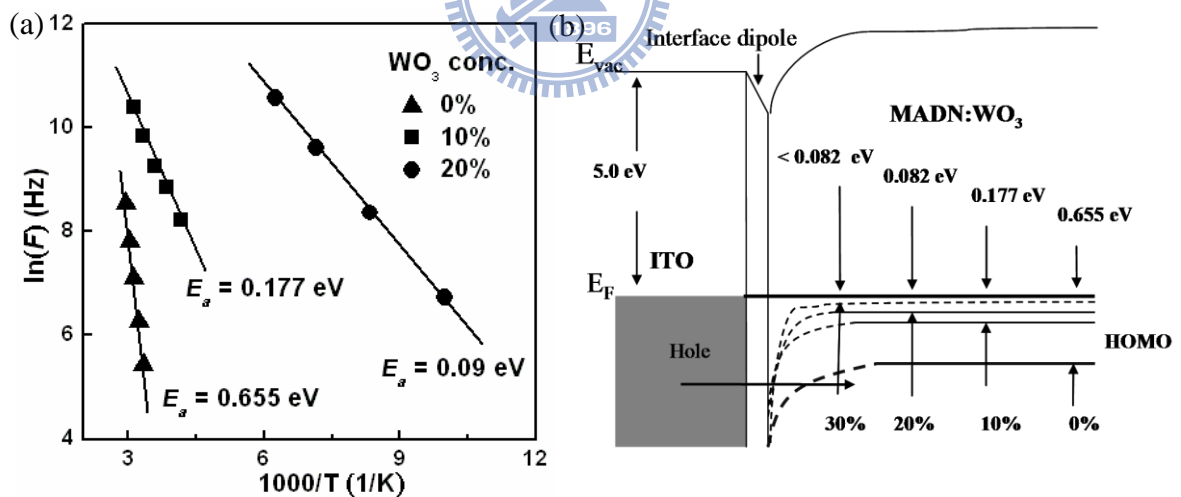 (a)
12
10
8
6
4
ln(F) (Hz)
WO3 conc.
0%
10%
20%
Ea = 0.177 eV
Ea = 0.09 eV
Ea = 0.655 eV
3
6
9
12
1000/T (1/K)
1896
(b)
Interface dipole
Evac
MADN:WO3
5.0 eV
< 0.082 eV
0.082 eV
0.177 eV
0.655 eV
ITO
EF
Hole
HOMO
30%
20%
10%
0%